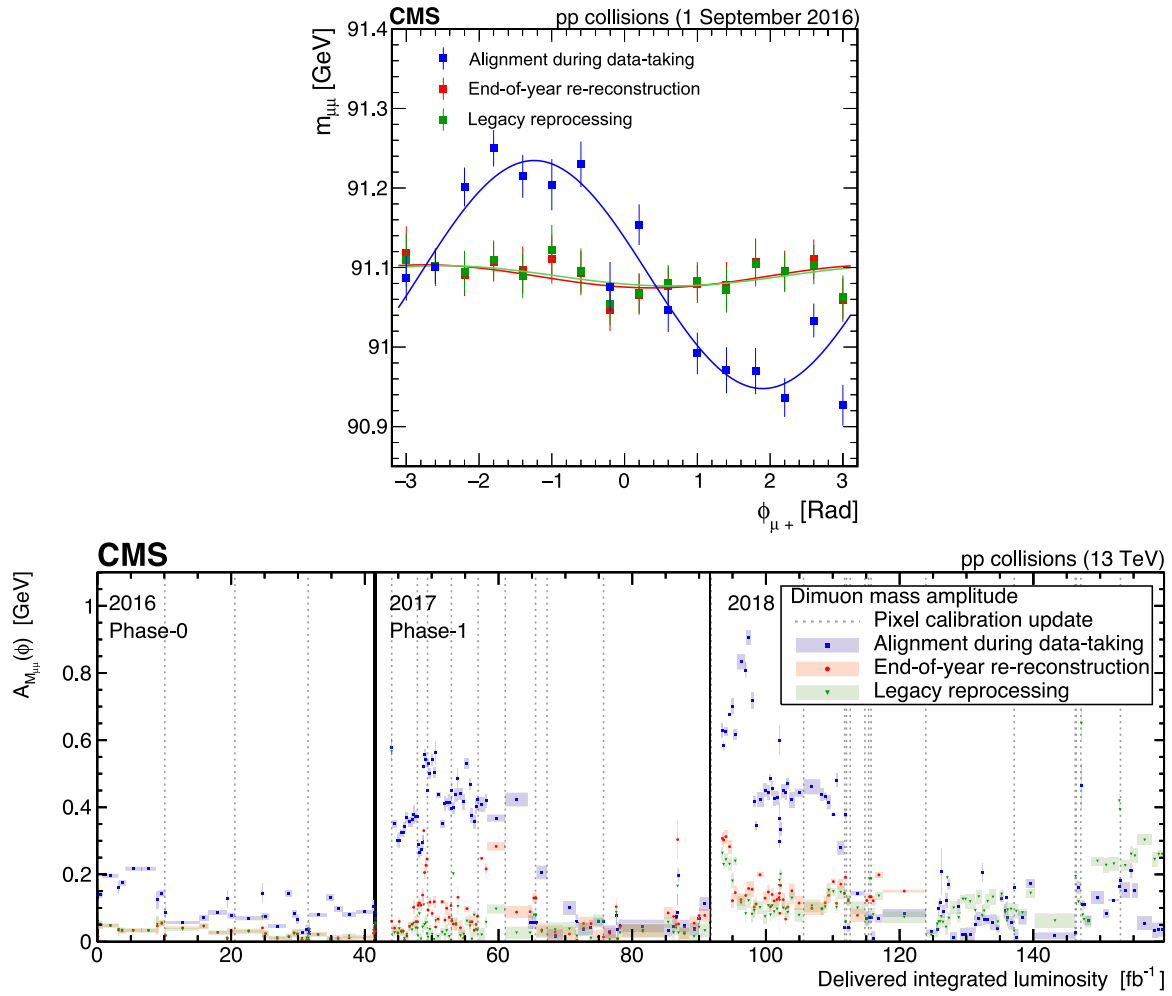 CMS pp collisions (1 September 2016)
91.4
91.3
91.2
91.1
91
90.9
m_μμ [GeV]
Alignment during data-taking
End-of-year re-reconstruction
Legacy reprocessing
−3 −2 −1 0 1 2 3
ϕ_μ+ [Rad]
CMS pp collisions (13 TeV)
A_Mμμ(ϕ) [GeV]
1
0.8
0.6
0.4
0.2
0
2016
Phase-0
2017
Phase-1
2018
Dimuon mass amplitude
Pixel calibration update
Alignment during data-taking
End-of-year re-reconstruction
Legacy reprocessing
0 20 40 60 80 100 120 140
Delivered integrated luminosity [fb⁻¹]